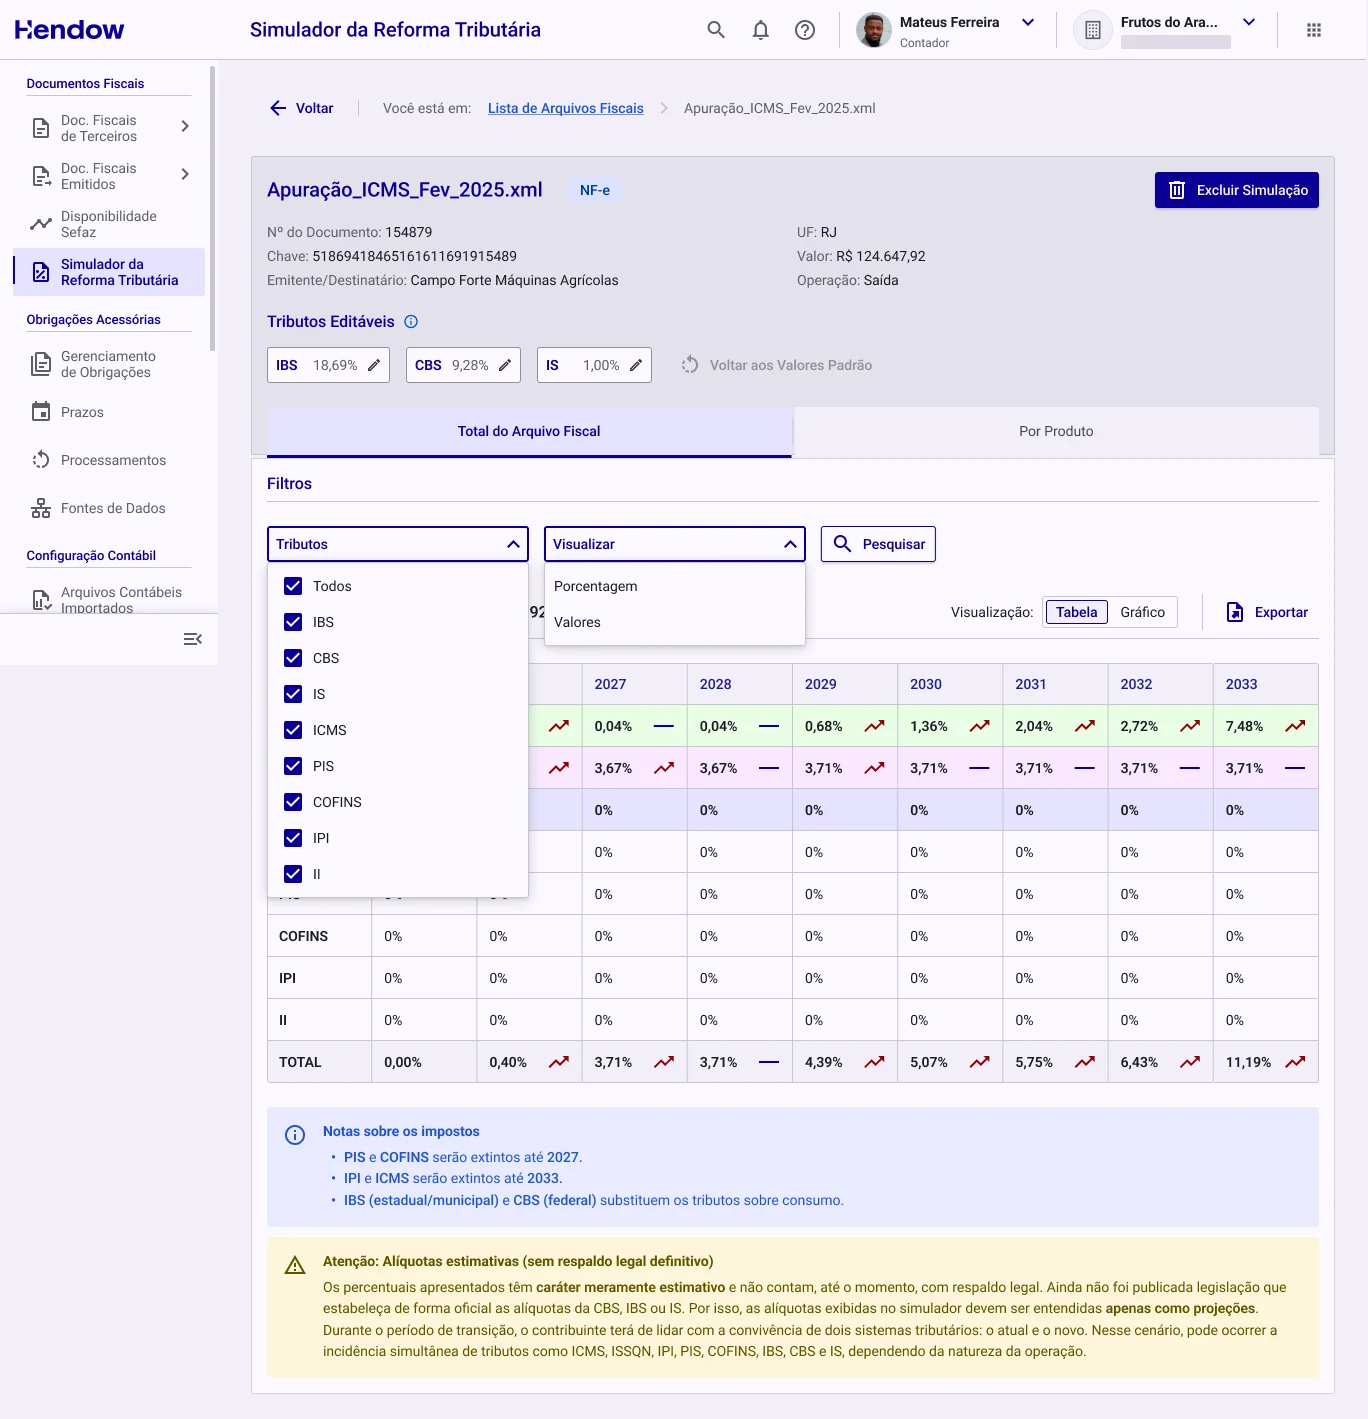 Hendow
Simulador da Reforma Tributária
Mateus Ferreira
Contador
Frutos do Ara...
Documentos Fiscais
Doc. Fiscais
de Terceiros
Doc. Fiscais
Emitidos
Disponibilidade
Sefaz
Simulador da
Reforma Tributária
Obrigações Acessórias
Gerenciamento
de Obrigações
Prazos
Processamentos
Fontes de Dados
Configuração Contábil
Arquivos Contábeis
Importados
Voltar
Você está em:
Lista de Arquivos Fiscais
Apuração_ICMS_Fev_2025.xml
Apuração_ICMS_Fev_2025.xml
NF-e
Excluir Simulação
Nº do Documento: 154879
UF: RJ
Chave: 51869418465161611691915489
Valor: R$ 124.647,92
Emitente/Destinatário: Campo Forte Máquinas Agrícolas
Operação: Saída
Tributos Editáveis
IBS 18,69%
CBS 9,28%
IS 1,00%
Voltar aos Valores Padrão
Total do Arquivo Fiscal
Por Produto
Filtros
Tributos
Visualizar
Pesquisar
Todos
IBS
CBS
IS
ICMS
PIS
COFINS
IPI
II
Porcentagem
Valores
92
Visualização:
Tabela
Gráfico
Exportar
2027 2028 2029 2030 2031 2032 2033
0,04% 0,04% 0,68% 1,36% 2,04% 2,72% 7,48%
3,67% 3,67% 3,71% 3,71% 3,71% 3,71% 3,71%
0% 0% 0% 0% 0% 0% 0%
0% 0% 0% 0% 0% 0% 0%
0% 0% 0% 0% 0% 0% 0%
COFINS 0% 0% 0% 0% 0% 0% 0% 0% 0%
IPI 0% 0% 0% 0% 0% 0% 0% 0% 0%
II 0% 0% 0% 0% 0% 0% 0% 0% 0%
TOTAL 0,00% 0,40% 3,71% 3,71% 4,39% 5,07% 5,75% 6,43% 11,19%
Notas sobre os impostos
• PIS e COFINS serão extintos até 2027.
• IPI e ICMS serão extintos até 2033.
• IBS (estadual/municipal) e CBS (federal) substituem os tributos sobre consumo.
Atenção: Alíquotas estimativas (sem respaldo legal definitivo)
Os percentuais apresentados têm caráter meramente estimativo e não contam, até o momento, com respaldo legal. Ainda não foi publicada legislação que
estabeleça de forma oficial as alíquotas da CBS, IBS ou IS. Por isso, as alíquotas exibidas no simulador devem ser entendidas apenas como projeções.
Durante o período de transição, o contribuinte terá de lidar com a convivência de dois sistemas tributários: o atual e o novo. Nesse cenário, pode ocorrer a
incidência simultânea de tributos como ICMS, ISSQN, IPI, PIS, COFINS, IBS, CBS e IS, dependendo da natureza da operação.